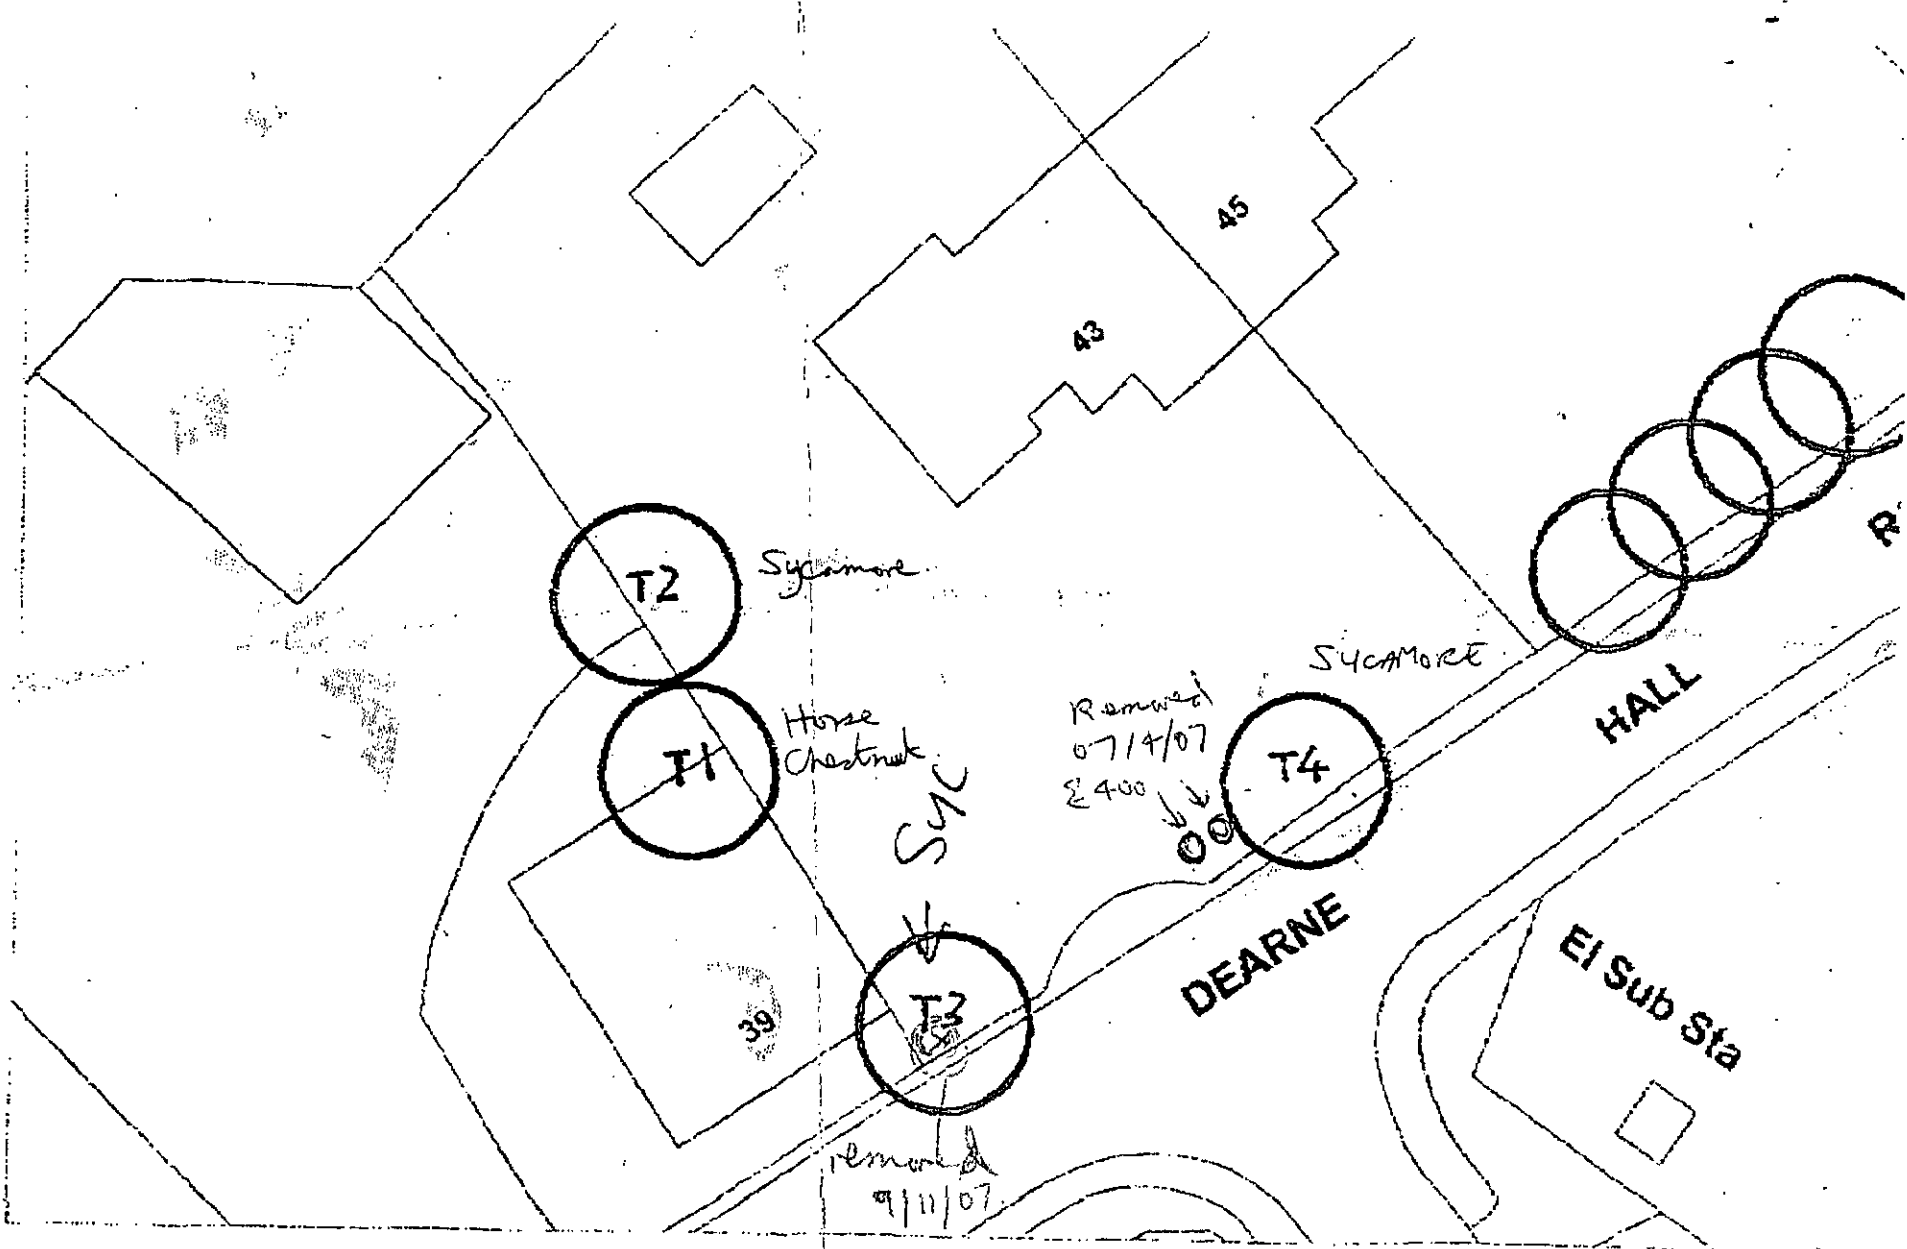 45
43
T2
Sycamore
SYCAMORE
HALL
Removed
07/4/07
£400
T4
T1
Horse
Chestnut
Syc
DEARNE
El Sub Sta
T3
39
removed
9/11/07